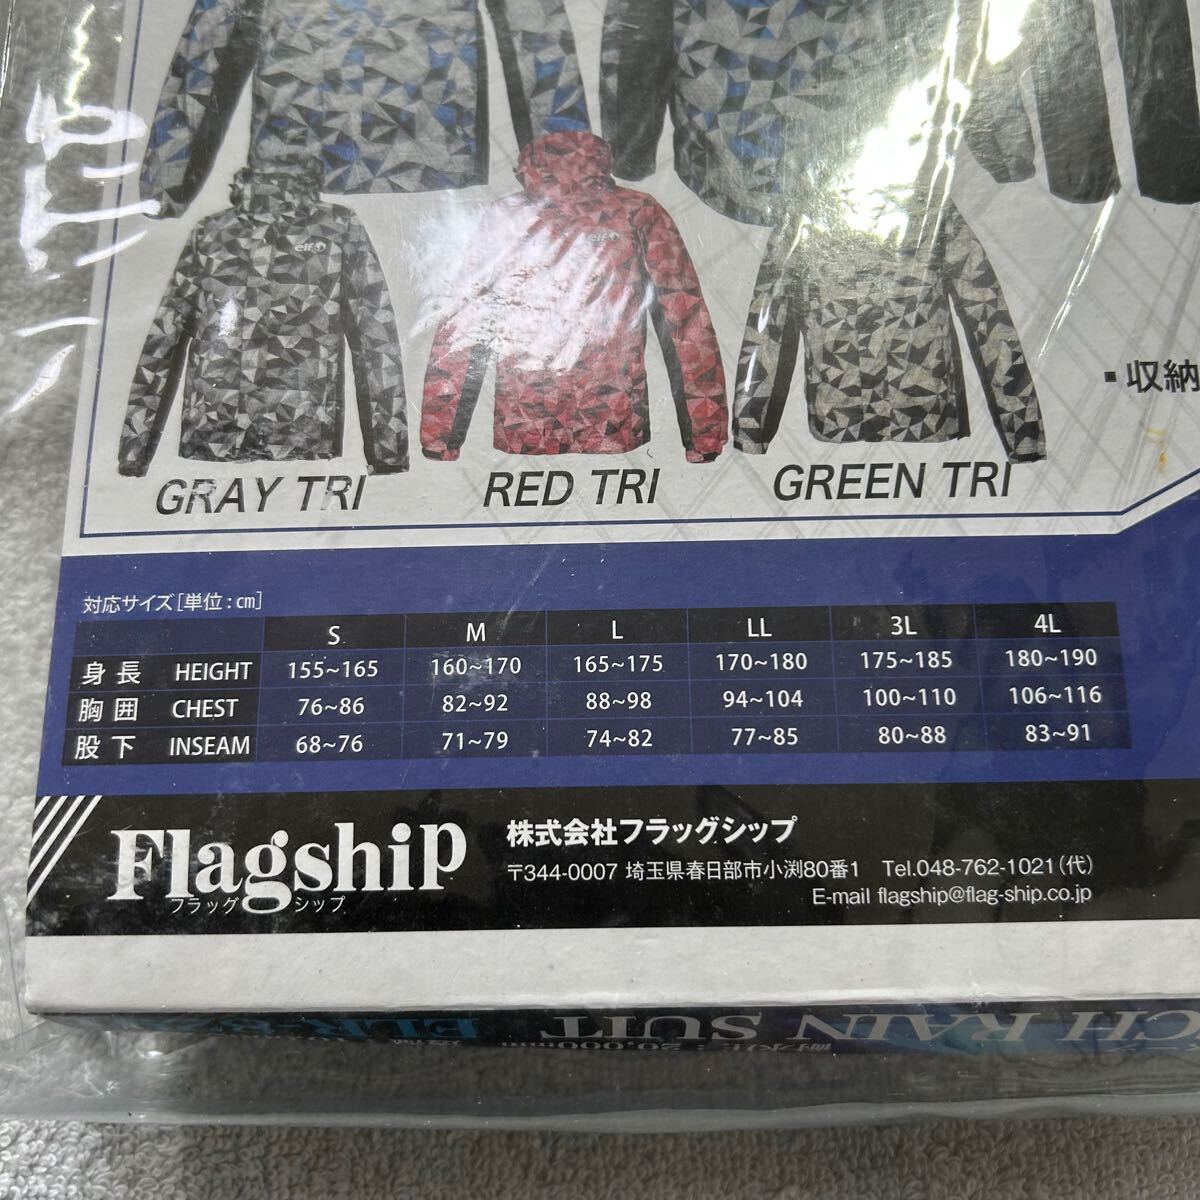 elf
elf
・収納
GRAY TRI
RED TRI
GREEN TRI
対応サイズ[単位:cm]
S M L LL 3L 4L
身長 HEIGHT 155~165 160~170 165~175 170~180 175~185 180~190
胸囲 CHEST 76~86 82~92 88~98 94~104 100~110 106~116
股下 INSEAM 68~76 71~79 74~82 77~85 80~88 83~91
Flagship
フラッグシップ
株式会社フラッグシップ
〒344-0007 埼玉県春日部市小渕80番1 Tel.048-762-1021(代)
E-mail flagship@flag-ship.co.jp
CH RAIN SUIT
20,000mm